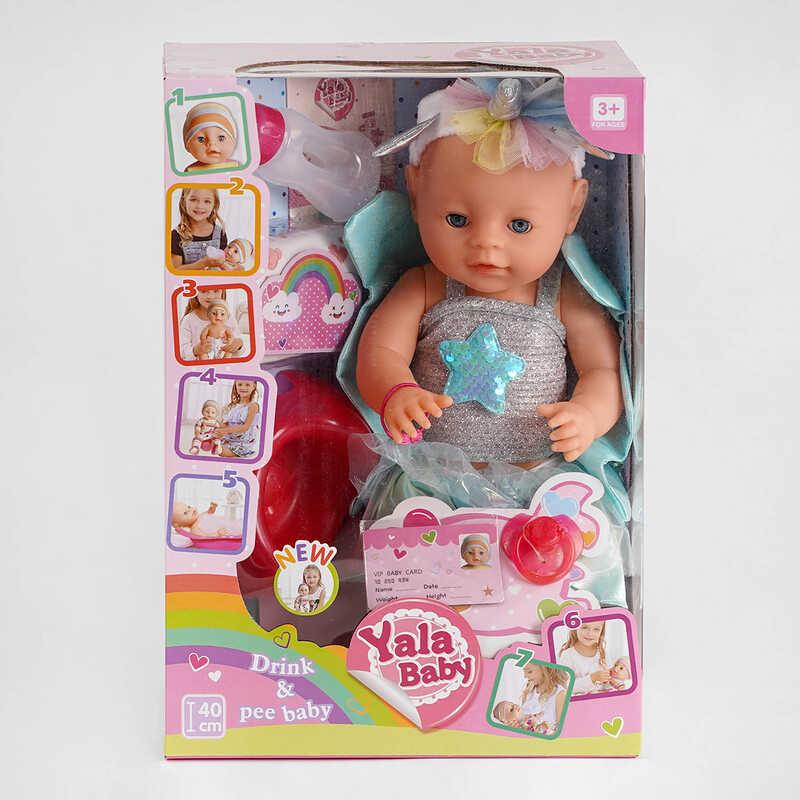 Yala
Baby
3+
FOR AGES
1
2
3
4
5
NEW
VIP BABY CARD
Name
Date
Weight
Height
Yala
Baby
6
7
Drink
&
pee baby
40
cm